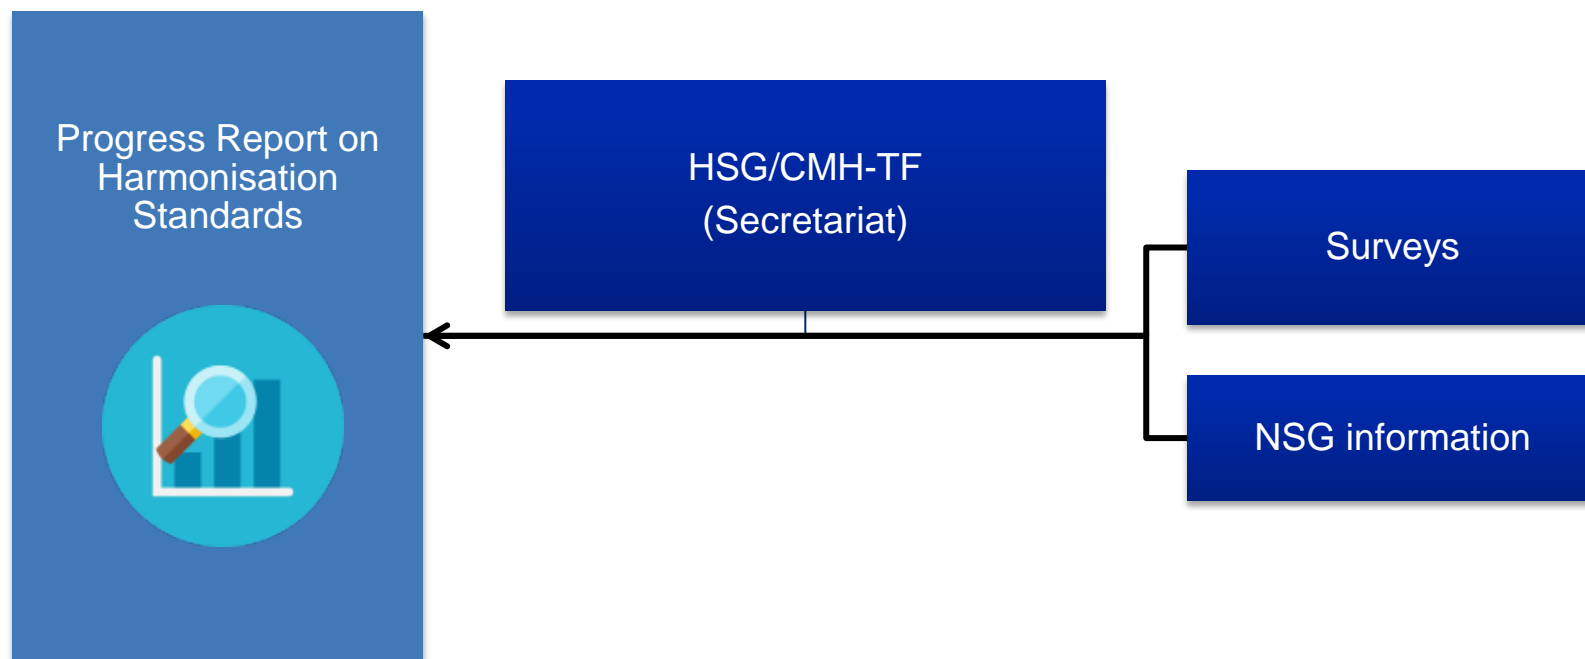 Progress Report on
Harmonisation
Standards
HSG/CMH-TF
(Secretariat)
Surveys
NSG information